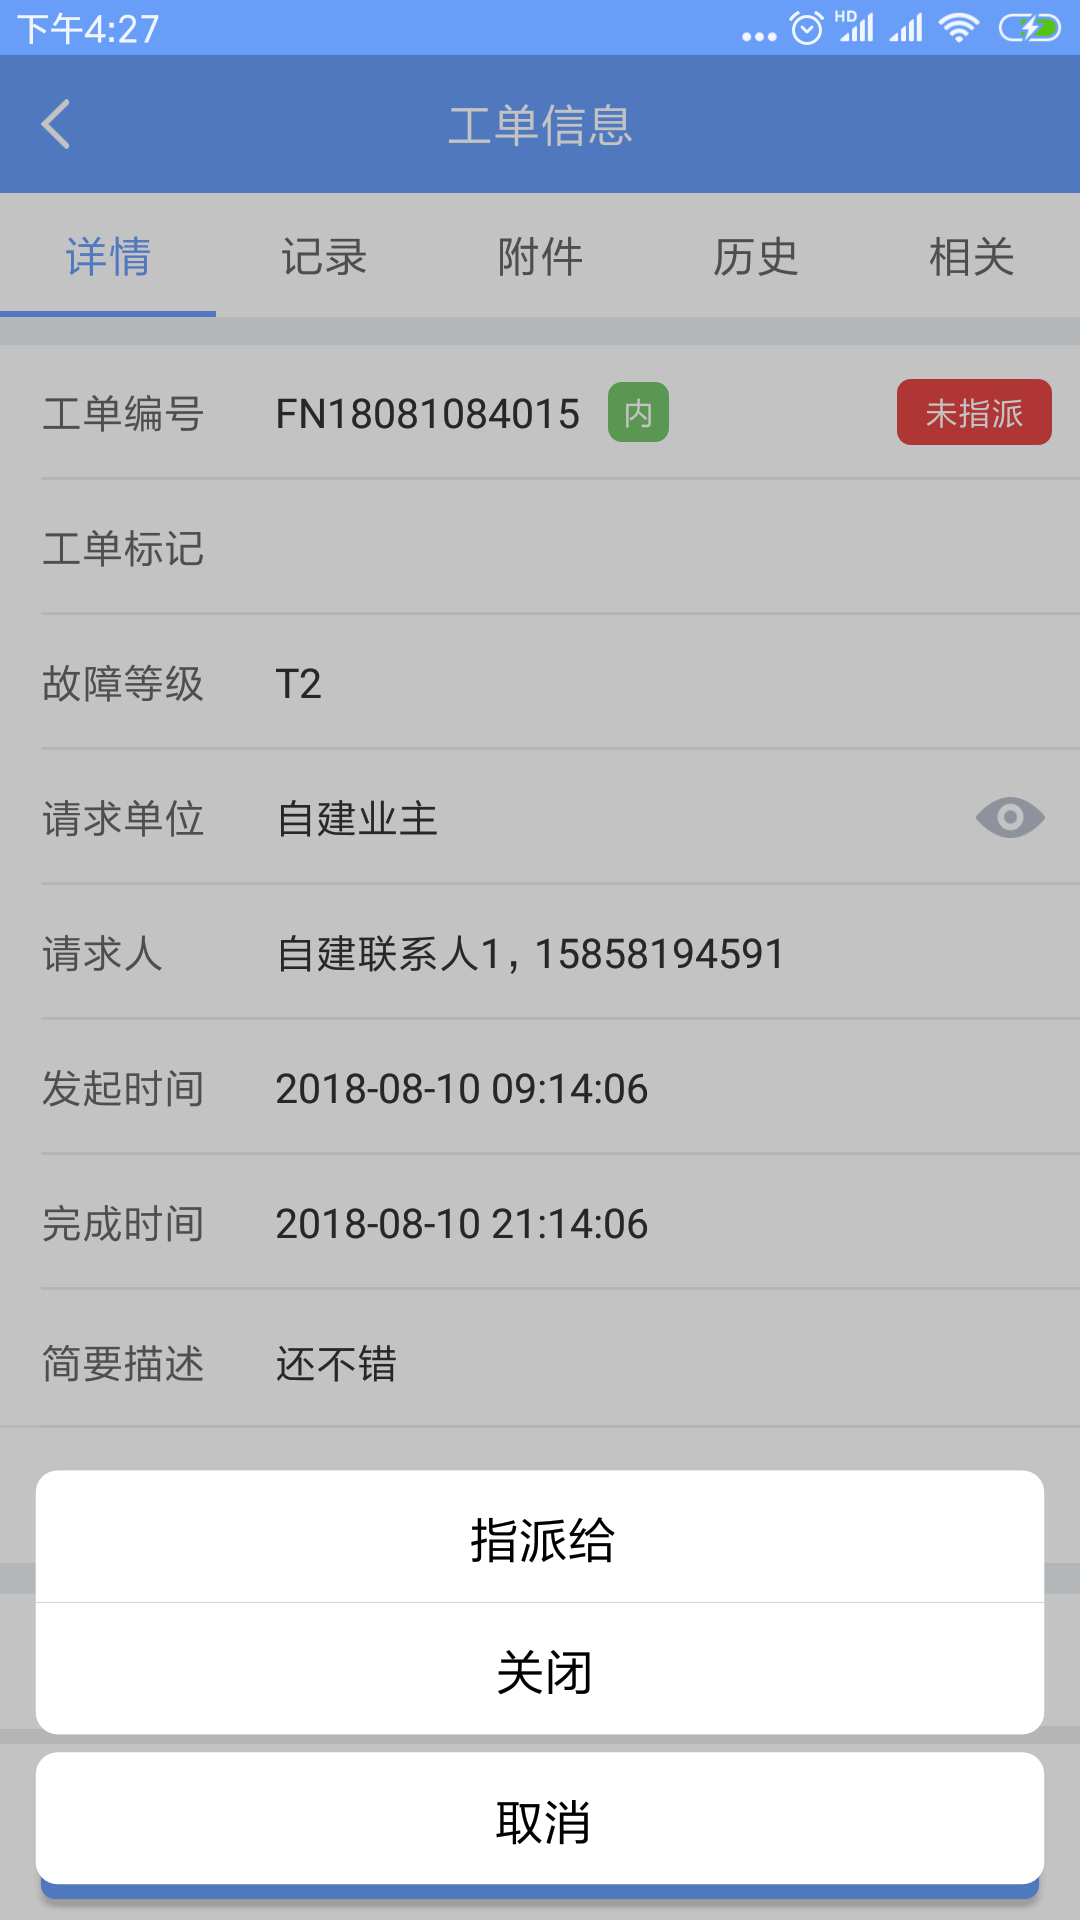 下午4:27
HD
工单信息
详情 记录 附件 历史 相关
工单编号 FN18081084015 内 未指派
工单标记
故障等级 T2
请求单位 自建业主
请求人 自建联系人1，15858194591
发起时间 2018-08-10 09:14:06
完成时间 2018-08-10 21:14:06
简要描述 还不错
指派给
关闭
取消